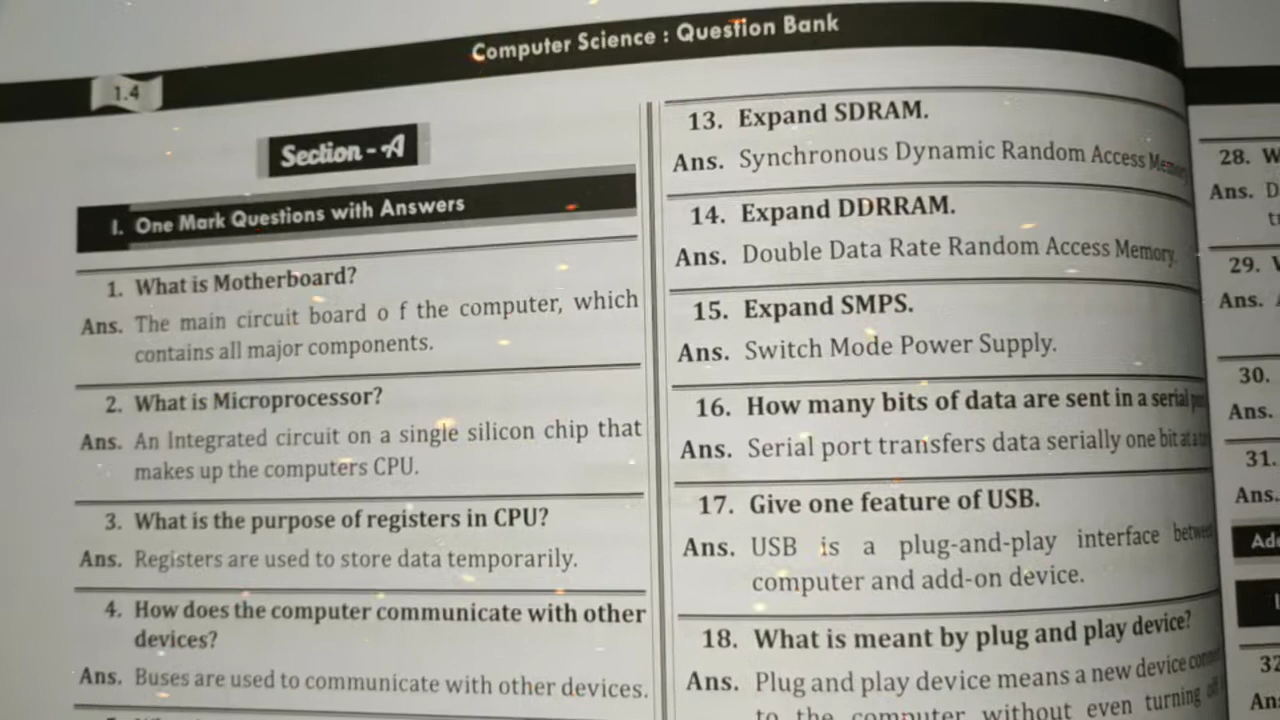 Computer Science : Question Bank
1.4
Section - A
I. One Mark Questions with Answers
1. What is Motherboard?
Ans. The main circuit board o f the computer, which
contains all major components.
2. What is Microprocessor?
Ans. An Integrated circuit on a single silicon chip that
makes up the computers CPU.
3. What is the purpose of registers in CPU?
Ans. Registers are used to store data temporarily.
4. How does the computer communicate with other
devices?
Ans. Buses are used to communicate with other devices.
13. Expand SDRAM.
Ans. Synchronous Dynamic Random Access Memory
14. Expand DDRRAM.
Ans. Double Data Rate Random Access Memory.
15. Expand SMPS.
Ans. Switch Mode Power Supply.
16. How many bits of data are sent in a serial
Ans. Serial port transfers data serially one bit at a
17. Give one feature of USB.
Ans. USB is a plug-and-play interface between
computer and add-on device.
18. What is meant by plug and play device?
Ans. Plug and play device means a new device
to the computer without even turning
28. W
Ans. D
29.
Ans.
30.
Ans.
31.
Ans.
32
An